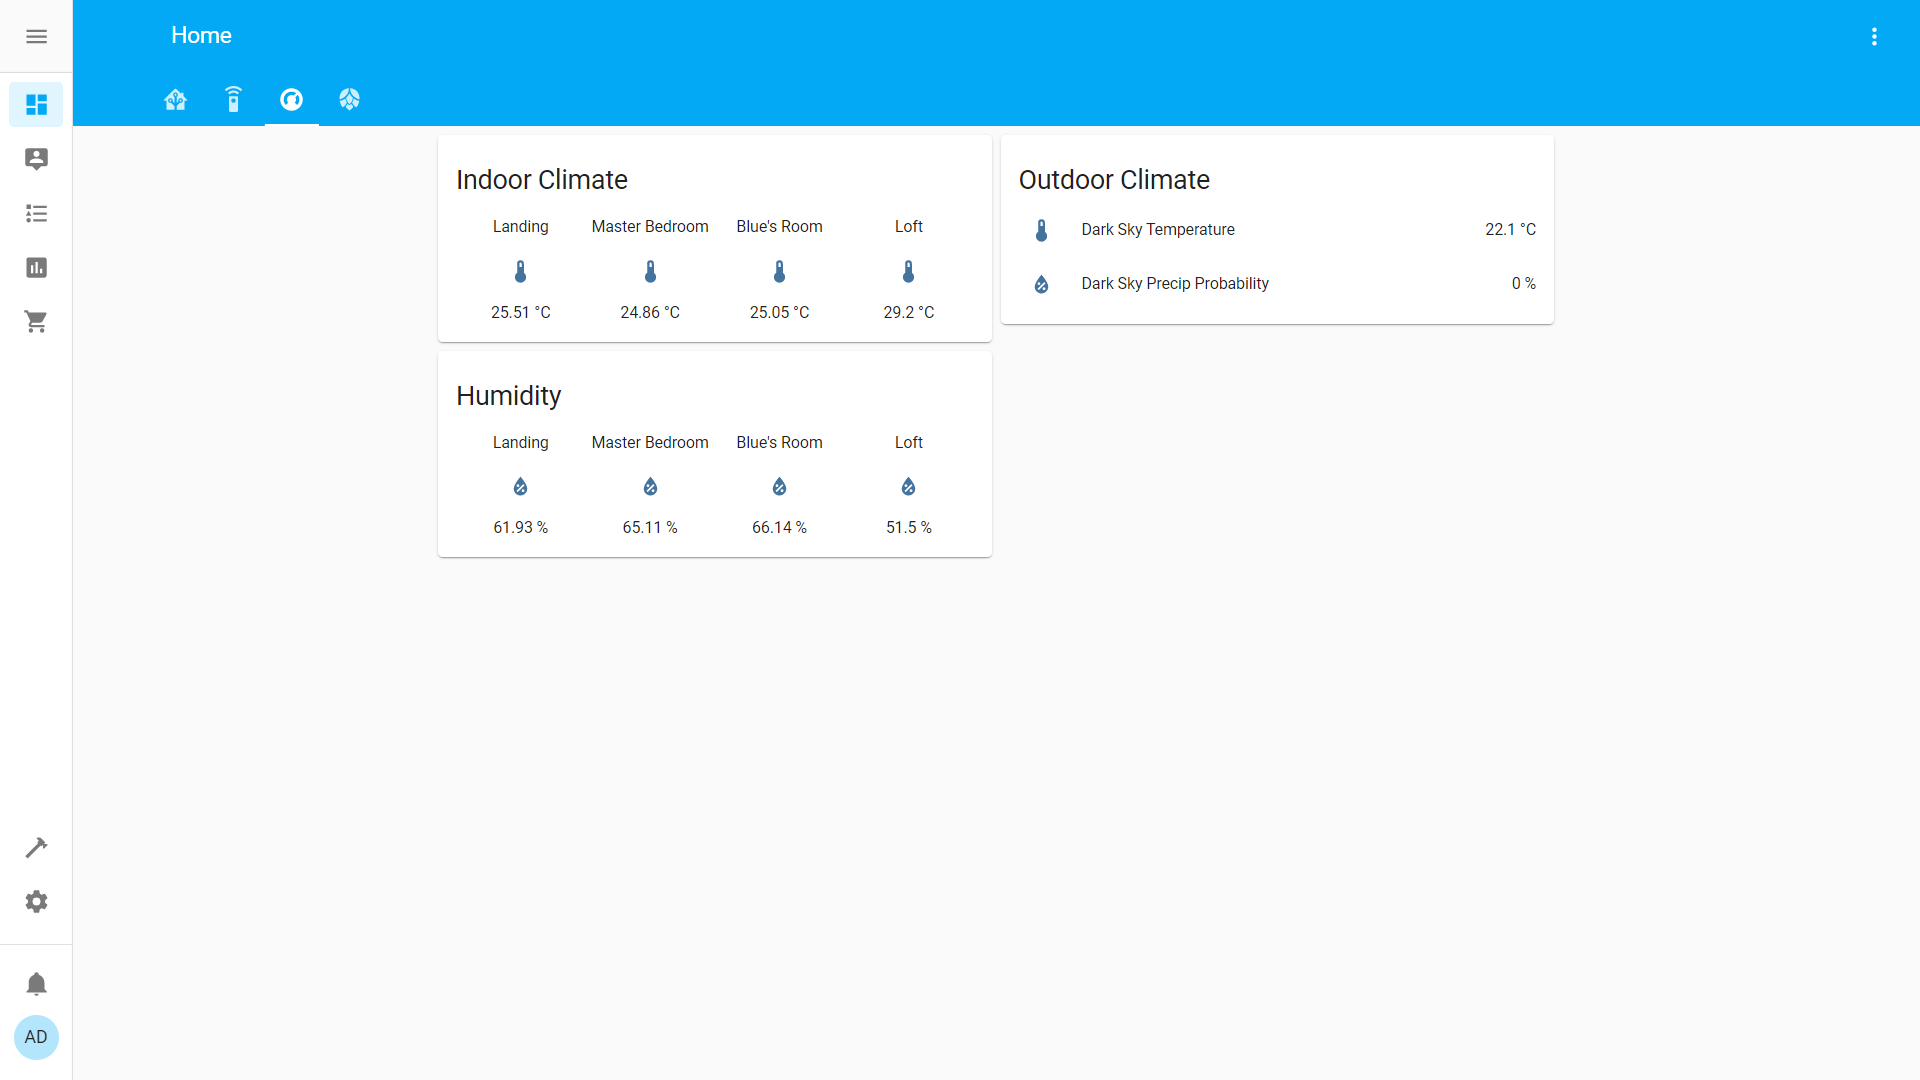 Home
Indoor Climate
Landing Master Bedroom Blue's Room Loft
25.51 °C 24.86 °C 25.05 °C 29.2 °C
Outdoor Climate
Dark Sky Temperature 22.1 °C
Dark Sky Precip Probability 0 %
Humidity
Landing Master Bedroom Blue's Room Loft
61.93 % 65.11 % 66.14 % 51.5 %
AD